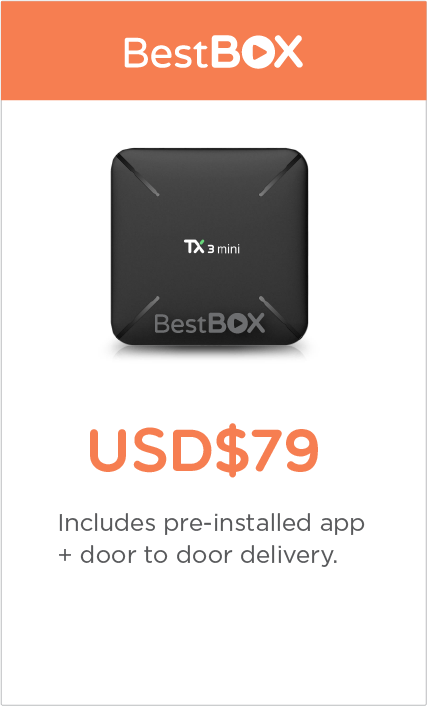 BestBOX
TX 3 mini
BestBOX
USD$79
Includes pre-installed app
+ door to door delivery.